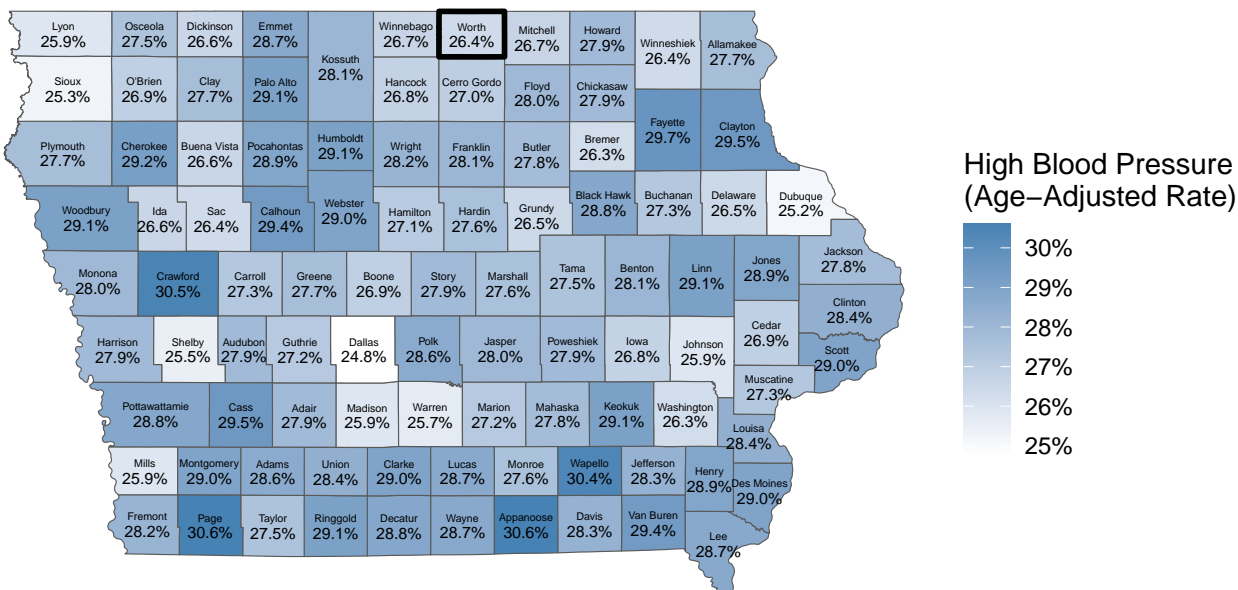 Lyon
25.9%
Osceola
27.5%
Dickinson
26.6%
Emmet
28.7%
Kossuth
28.1%
Winnebago
26.7%
Worth
26.4%
Mitchell
26.7%
Howard
27.9%
Winneshiek
26.4%
Allamakee
27.7%
Sioux
25.3%
O'Brien
26.9%
Clay
27.7%
Palo Alto
29.1%
Hancock
26.8%
Cerro Gordo
27.0%
Floyd
28.0%
Chickasaw
27.9%
Fayette
29.7%
Clayton
29.5%
Plymouth
27.7%
Cherokee
29.2%
Buena Vista
26.6%
Pocahontas
28.9%
Humboldt
29.1%
Wright
28.2%
Franklin
28.1%
Butler
27.8%
Bremer
26.3%
Woodbury
29.1%
Ida
26.6%
Sac
26.4%
Calhoun
29.4%
Webster
29.0%
Hamilton
27.1%
Hardin
27.6%
Grundy
26.5%
Black Hawk
28.8%
Buchanan
27.3%
Delaware
26.5%
Dubuque
25.2%
Monona
28.0%
Crawford
30.5%
Carroll
27.3%
Greene
27.7%
Boone
26.9%
Story
27.9%
Marshall
27.6%
Tama
27.5%
Benton
28.1%
Linn
29.1%
Jones
28.9%
Jackson
27.8%
Clinton
28.4%
Harrison
27.9%
Shelby
25.5%
Audubon
27.9%
Guthrie
27.2%
Dallas
24.8%
Polk
28.6%
Jasper
28.0%
Poweshiek
27.9%
Iowa
26.8%
Johnson
25.9%
Cedar
26.9%
Scott
29.0%
Muscatine
27.3%
Pottawattamie
28.8%
Cass
29.5%
Adair
27.9%
Madison
25.9%
Warren
25.7%
Marion
27.2%
Mahaska
27.8%
Keokuk
29.1%
Washington
26.3%
Louisa
28.4%
Mills
25.9%
Montgomery
29.0%
Adams
28.6%
Union
28.4%
Clarke
29.0%
Lucas
28.7%
Monroe
27.6%
Wapello
30.4%
Jefferson
28.3%
Henry
28.9%
Des Moines
29.0%
Fremont
28.2%
Page
30.6%
Taylor
27.5%
Ringgold
29.1%
Decatur
28.8%
Wayne
28.7%
Appanoose
30.6%
Davis
28.3%
Van Buren
29.4%
Lee
28.7%
High Blood Pressure
(Age−Adjusted Rate)
30%
29%
28%
27%
26%
25%